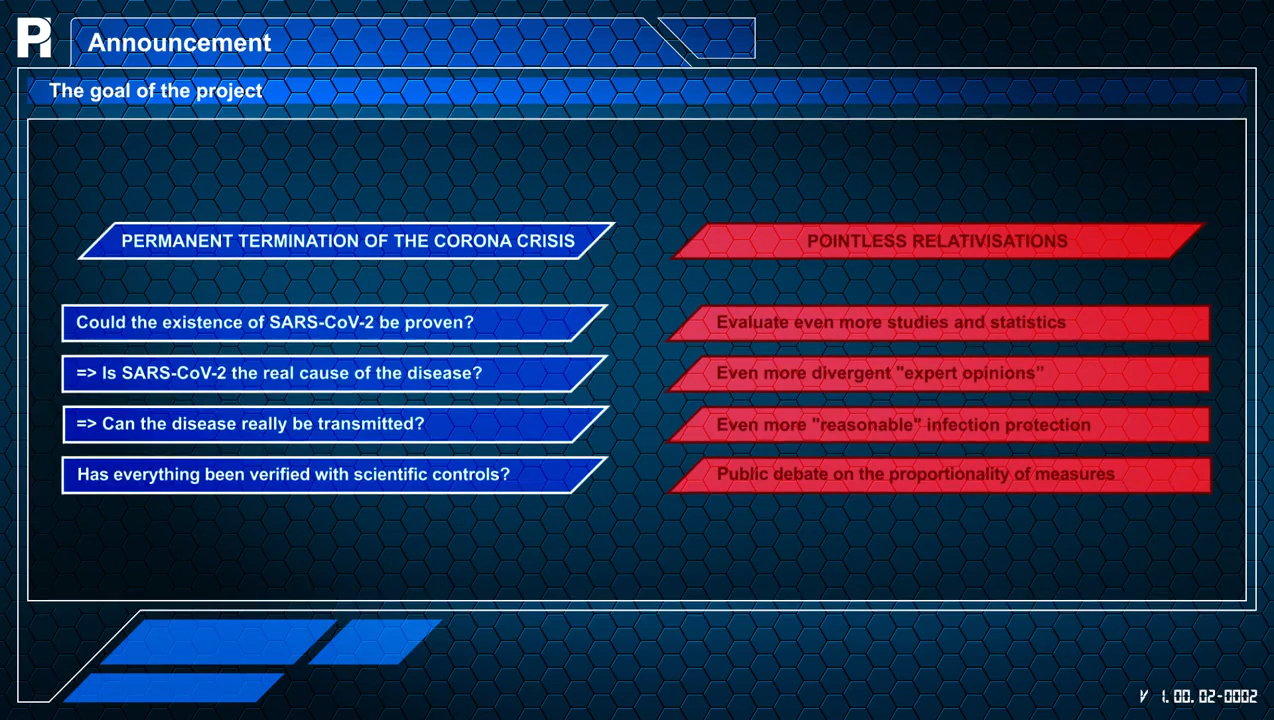 PI
Announcement
The goal of the project
PERMANENT TERMINATION OF THE CORONA CRISIS
Could the existence of SARS-CoV-2 be proven?
=> Is SARS-CoV-2 the real cause of the disease?
=> Can the disease really be transmitted?
Has everything been verified with scientific controls?
POINTLESS RELATIVISATIONS
Evaluate even more studies and statistics
Even more divergent "expert opinions”
Even more "reasonable" infection protection
Public debate on the proportionality of measures
V 1.00.02-0002